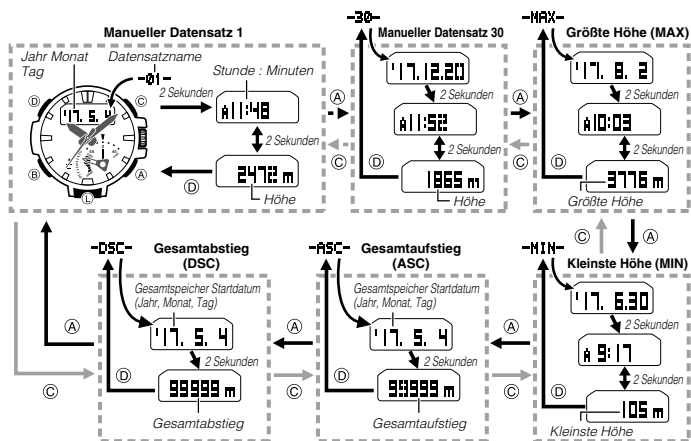 Manueller Datensatz 1
Jahr Monat
Tag
Datensatzname
-01-
Stunde : Minuten
2 Sekunden
'17. 5. 4
A11:48
2 Sekunden
2472 m
Höhe
D
C
B
A
L
D
A
C
-30-
Manueller Datensatz 30
'17.12.20
2 Sekunden
A11:52
2 Sekunden
D
1865 m
Höhe
A
C
-MAX-
Größte Höhe (MAX)
'17. 8. 2
2 Sekunden
A10:03
2 Sekunden
D
3776 m
Größte Höhe
C
A
-DSC-
Gesamtabstieg
(DSC)
Gesamtspeicher Startdatum
(Jahr, Monat, Tag)
'17. 5. 4
2 Sekunden
D
99999 m
Gesamtabstieg
A
C
A
C
-ASC-
Gesamtaufstieg
(ASC)
Gesamtspeicher Startdatum
(Jahr, Monat, Tag)
'17. 5. 4
2 Sekunden
D
99999 m
Gesamtaufstieg
A
C
-MIN-
Kleinste Höhe (MIN)
'17. 6.30
2 Sekunden
A 9:17
2 Sekunden
D
105 m
Kleinste Höhe